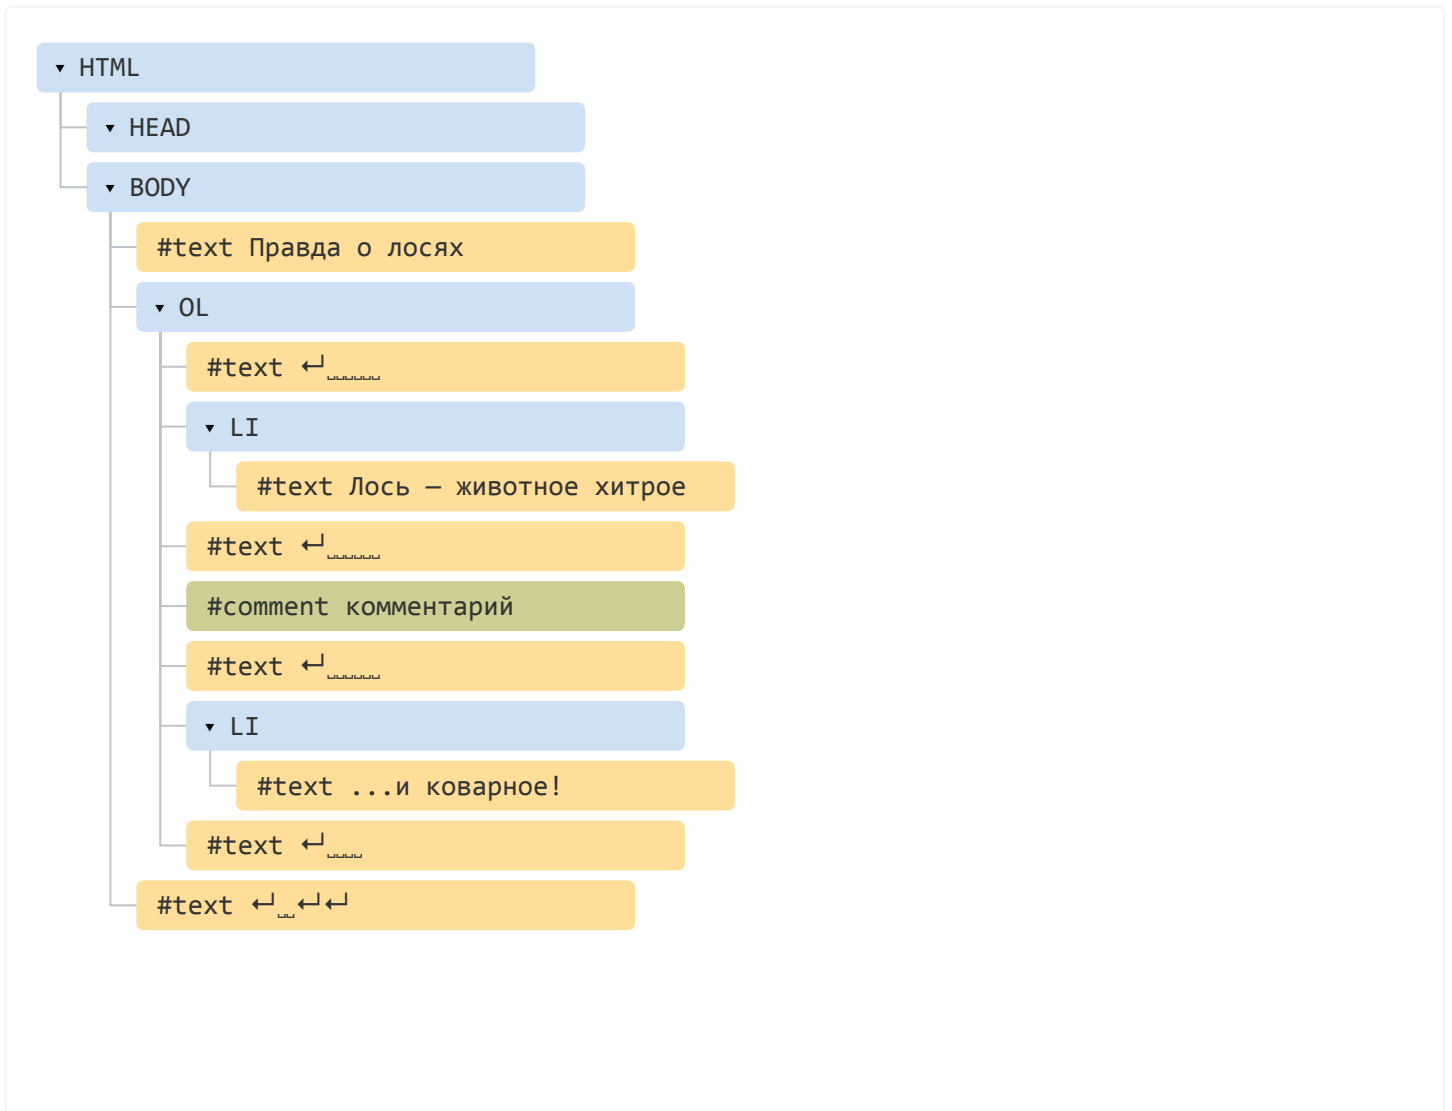 ▾ HTML
▾ HEAD
▾ BODY
#text Правда о лосях
▾ OL
#text ↵␣␣␣␣␣␣
▾ LI
#text Лось — животное хитрое
#text ↵␣␣␣␣␣␣
#comment комментарий
#text ↵␣␣␣␣␣␣
▾ LI
#text ...и коварное!
#text ↵␣␣␣␣
#text ↵␣␣↵↵